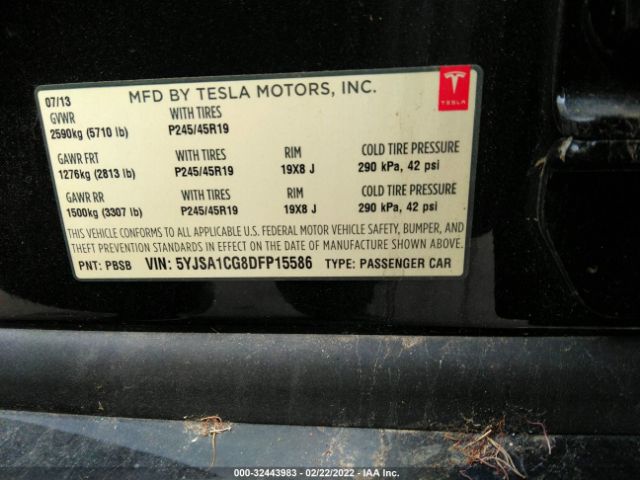 07/13 MFD BY TESLA MOTORS, INC.
TESLA
GVWR WITH TIRES
2590kg (5710 lb) P245/45R19
GAWR FRT WITH TIRES RIM COLD TIRE PRESSURE
1276kg (2813 lb) P245/45R19 19X8 J 290 kPa, 42 psi
GAWR RR WITH TIRES RIM COLD TIRE PRESSURE
1500kg (3307 lb) P245/45R19 19X8 J 290 kPa, 42 psi
THIS VEHICLE CONFORMS TO ALL APPLICABLE U.S. FEDERAL MOTOR VEHICLE SAFETY, BUMPER, AND
THEFT PREVENTION STANDARDS IN EFFECT ON THE DATE OF MANUFACTURE SHOWN ABOVE.
PNT: PBSB VIN: 5YJSA1CG8DFP15586 TYPE: PASSENGER CAR
000-32443983 - 02/22/2022 - IAA Inc.